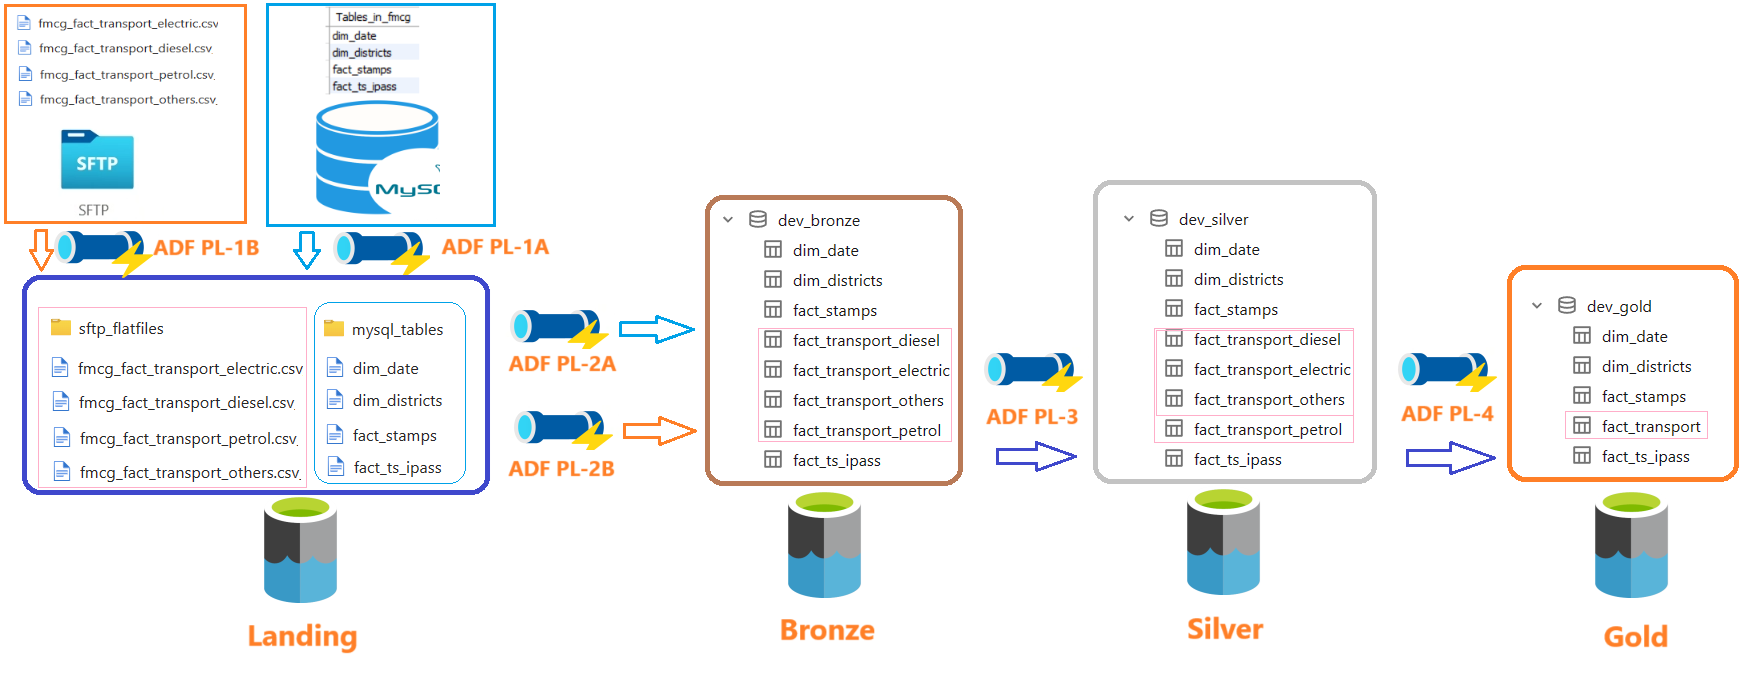 fmcg_fact_transport_electric.csv
fmcg_fact_transport_diesel.csv
fmcg_fact_transport_petrol.csv
fmcg_fact_transport_others.csv
SFTP
SFTP
Tables_in_fmcg
dim_date
dim_districts
fact_stamps
fact_ts_ipass
MySQ
ADF PL-1B
ADF PL-1A
sftp_flatfiles
fmcg_fact_transport_electric.csv
fmcg_fact_transport_diesel.csv
fmcg_fact_transport_petrol.csv
fmcg_fact_transport_others.csv
mysql_tables
dim_date
dim_districts
fact_stamps
fact_ts_ipass
Landing
ADF PL-2A
ADF PL-2B
dev_bronze
dim_date
dim_districts
fact_stamps
fact_transport_diesel
fact_transport_electric
fact_transport_others
fact_transport_petrol
fact_ts_ipass
Bronze
ADF PL-3
dev_silver
dim_date
dim_districts
fact_stamps
fact_transport_diesel
fact_transport_electric
fact_transport_others
fact_transport_petrol
fact_ts_ipass
Silver
ADF PL-4
dev_gold
dim_date
dim_districts
fact_stamps
fact_transport
fact_ts_ipass
Gold